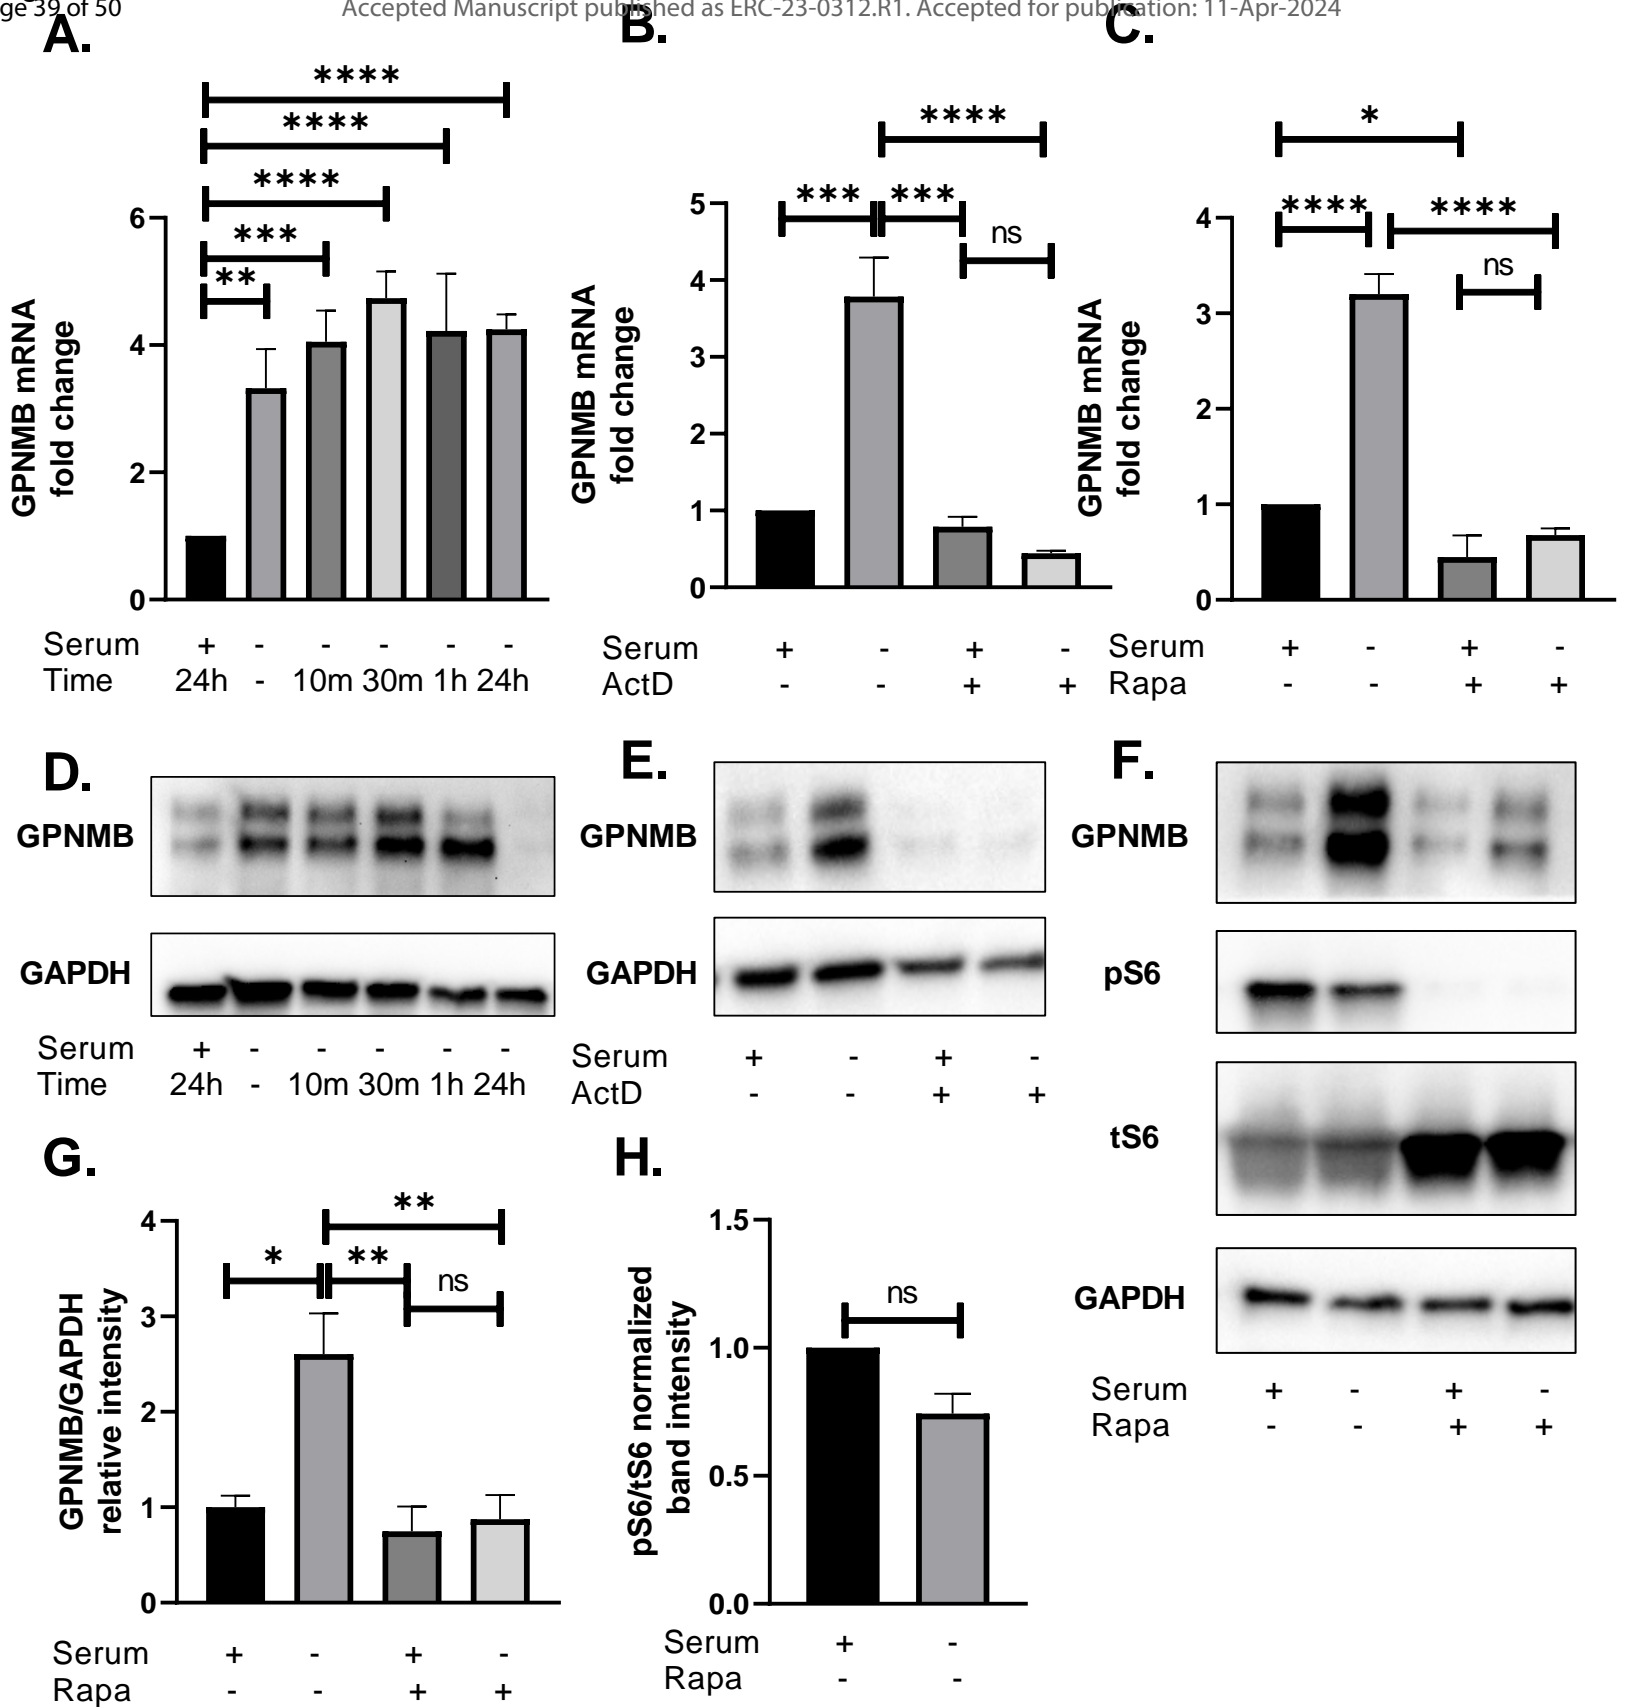 ge 39 of 50
Accepted Manuscript published as ERC-23-0312.R1. Accepted for publication: 11-Apr-2024
A.
GPNMB mRNA
fold change
6
4
2
0
**
***
****
****
****
Serum + - - - - -
Time 24h - 10m 30m 1h 24h
B.
GPNMB mRNA
fold change
5
4
3
2
1
0
****
*** ***
ns
Serum + - + -
ActD - - + +
C.
GPNMB mRNA
fold change
4
3
2
1
0
*
**** ****
ns
Serum + - + -
Rapa - - + +
D.
GPNMB
GAPDH
Serum + - - - - -
Time 24h - 10m 30m 1h 24h
E.
GPNMB
GAPDH
Serum + - + -
ActD - - + +
F.
GPNMB
pS6
tS6
GAPDH
Serum + - + -
Rapa - - + +
G.
GPNMB/GAPDH
relative intensity
4
3
2
1
0
**
* **
ns
Serum + - + -
Rapa - - + +
H.
pS6/tS6 normalized
band intensity
1.5
1.0
0.5
0.0
ns
Serum + -
Rapa - -